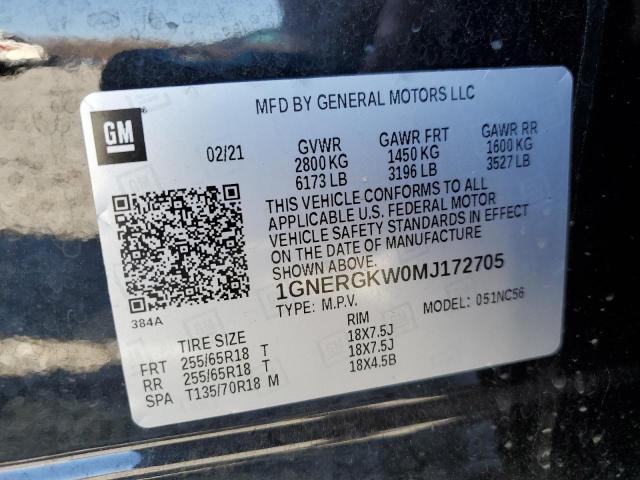 MFD BY GENERAL MOTORS LLC
GM
02/21
GVWR
2800 KG
6173 LB
GAWR FRT
1450 KG
3196 LB
GAWR RR
1600 KG
3527 LB
THIS VEHICLE CONFORMS TO ALL
APPLICABLE U.S. FEDERAL MOTOR
VEHICLE SAFETY STANDARDS IN EFFECT
ON THE DATE OF MANUFACTURE
SHOWN ABOVE.
1GNERGKW0MJ172705
TYPE: M.P.V. MODEL: 051NC56
384A
TIRE SIZE RIM
FRT 255/65R18 T 18X7.5J
RR 255/65R18 T 18X7.5J
SPA T135/70R18 M 18X4.5B